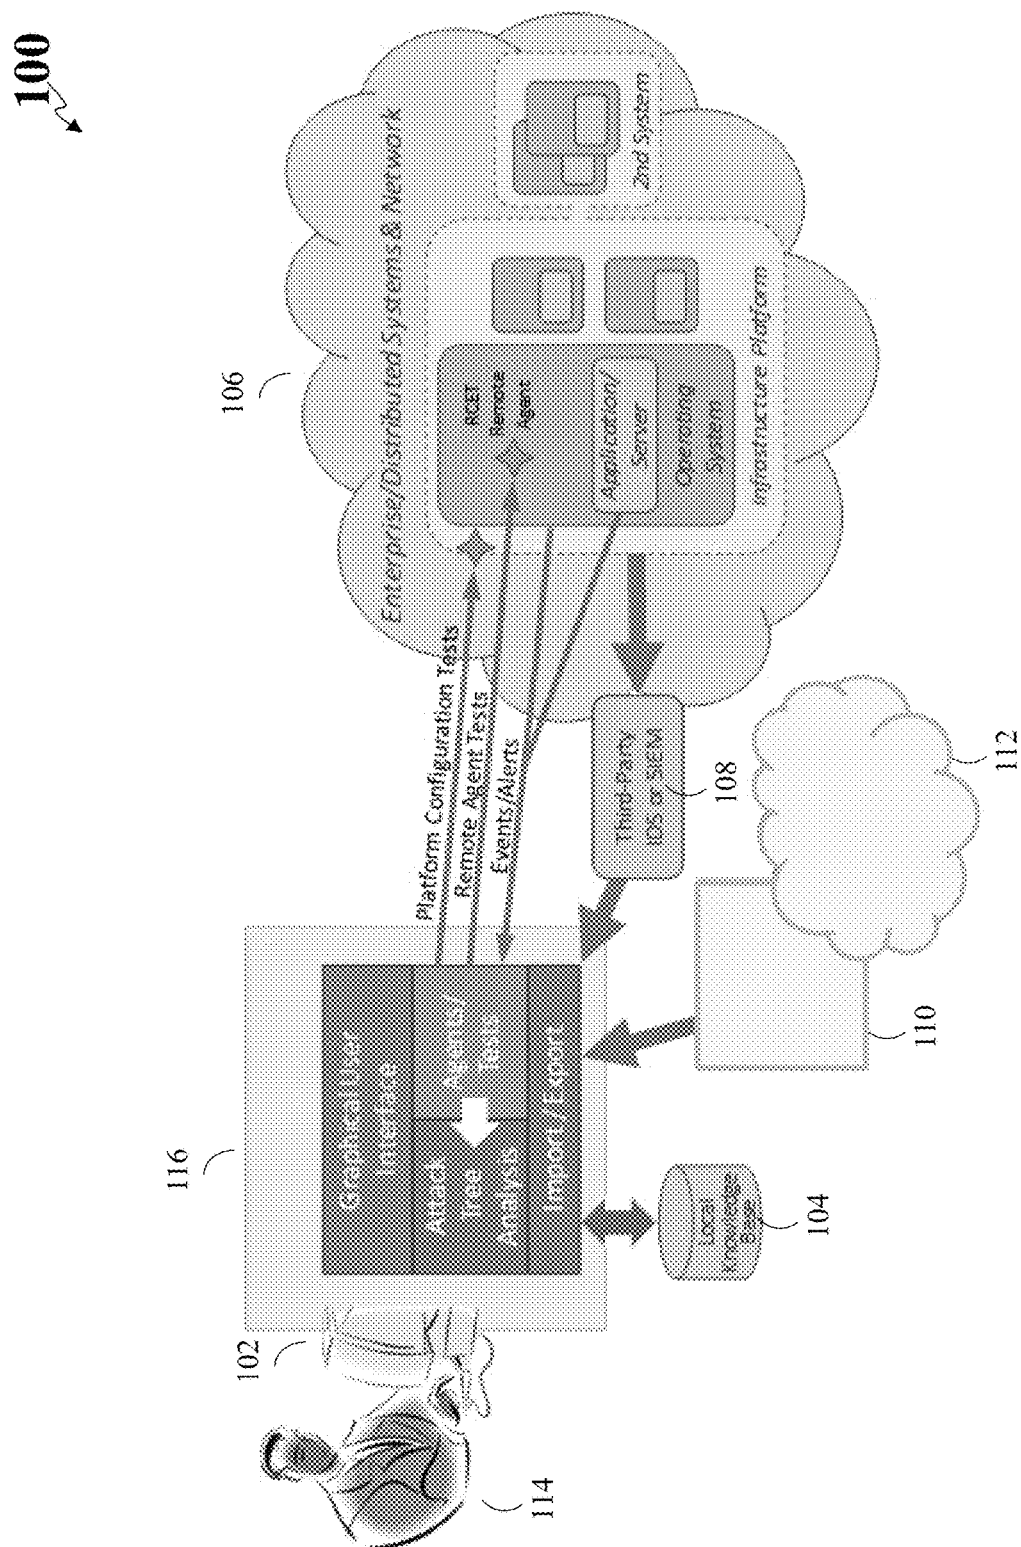 100
106
Enterprise/Distributed Systems & Network
2nd System
RCET
Remote
Agent
Application/
Server
Operating
System
Infrastructure Platform
Platform Configuration Tests
Remote Agent Tests
Events/Alerts
Third-Party
IDS or SIEM
108
112
110
116
Graphical User
Interface
Attack
Tree
Analysis
Agents/
Tests
Import/Export
Local
Knowledge
Base
104
102
114